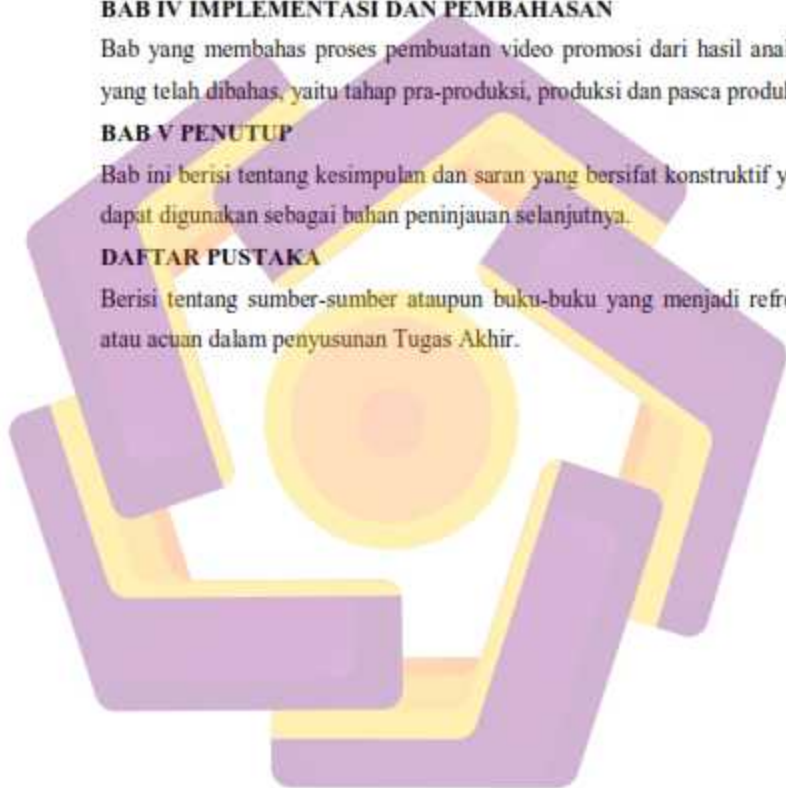 BAB IV IMPLEMENTASI DAN PEMBAHASAN
Bab yang membahas proses pembuatan video promosi dari hasil
yang telah dibahas, yaitu tahap pra-produksi, produksi dan pasca
BAB V PENUTUP
Bab ini berisi tentang kesimpulan dan saran yang bersifat konstruktif
dapat digunakan sebagai bahan peninjauan selanjutnya.
DAFTAR PUSTAKA
Berisi tentang sumber-sumber ataupun buku-buku yang menjadi
atau acuan dalam penyusunan Tugas Akhir.